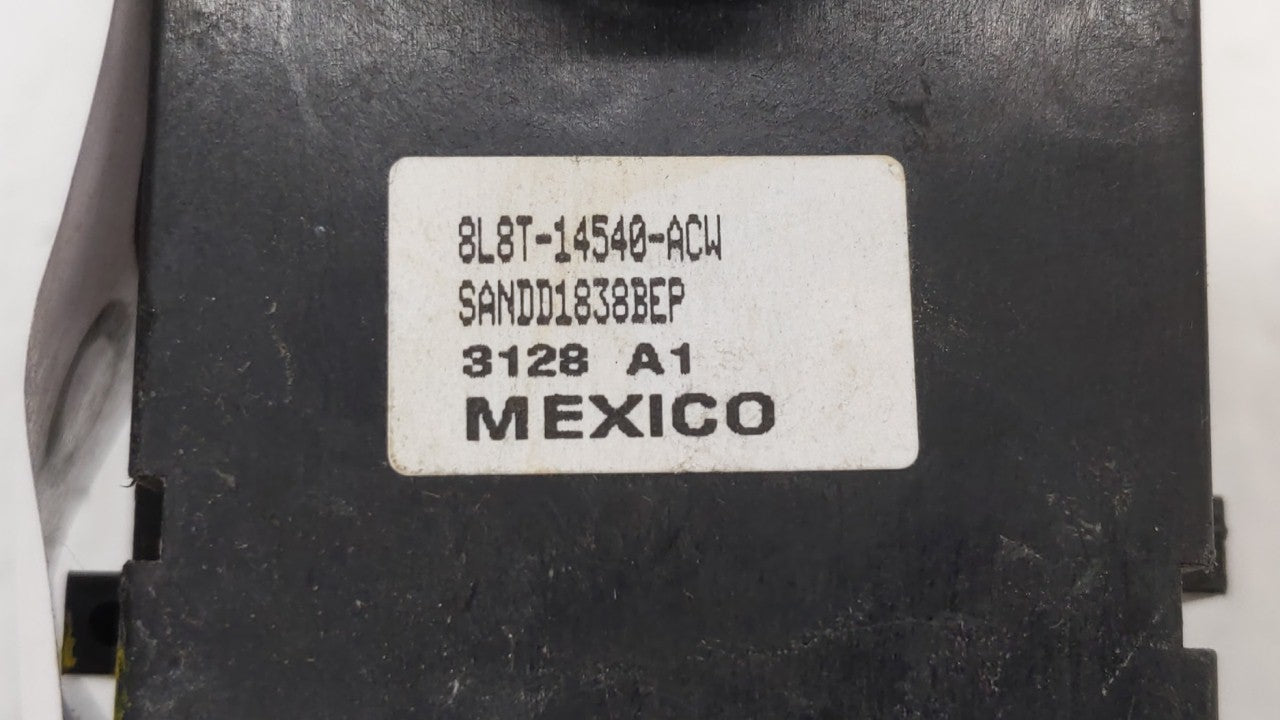 8L8T-14540-ACW
SANDD1838BEP
3128 A1
MEXICO